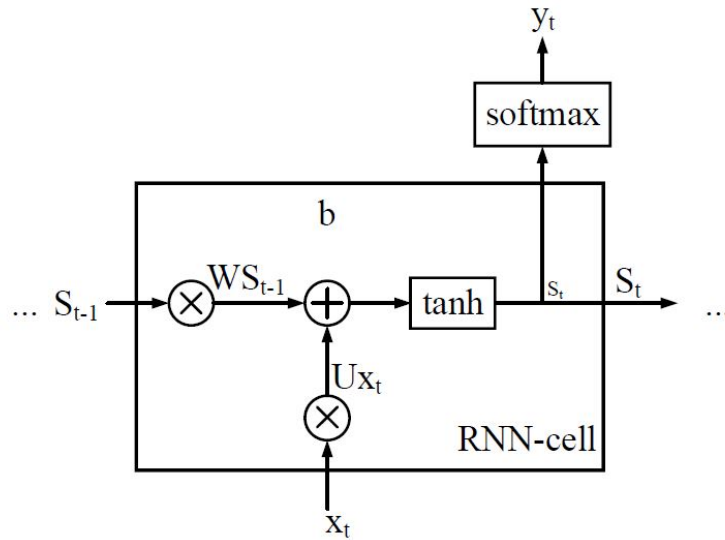 yₜ
softmax
b
WSₜ₋₁
... Sₜ₋₁
tanh
Sₜ
Sₜ
...
Uxₜ
RNN-cell
xₜ